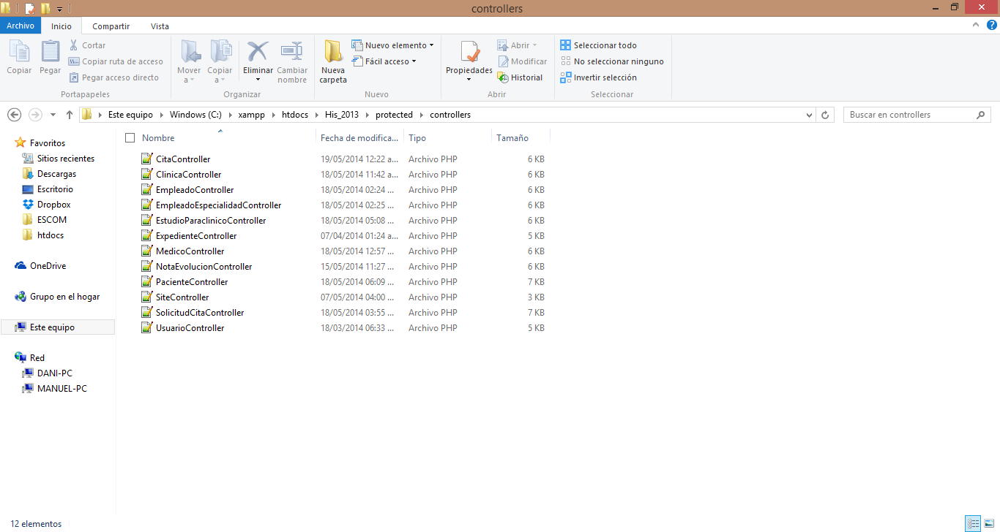 controllers
Archivo Inicio Compartir Vista
Copiar
Pegar
Cortar
Copiar ruta de acceso
Pegar acceso directo
Portapapeles
Mover a
Copiar a
Eliminar
Cambiar nombre
Organizar
Nueva carpeta
Nuevo elemento
Fácil acceso
Nuevo
Propiedades
Abrir
Modificar
Historial
Abrir
Seleccionar todo
No seleccionar ninguno
Invertir selección
Seleccionar
Este equipo Windows (C:) xampp htdocs His_2013 protected controllers
Buscar en controllers
Favoritos
Sitios recientes
Descargas
Escritorio
Dropbox
ESCOM
htdocs
OneDrive
Grupo en el hogar
Este equipo
Red
DANI-PC
MANUEL-PC
Nombre Fecha de modifica... Tipo Tamaño
CitaController 19/05/2014 12:22 a... Archivo PHP 6 KB
ClinicaController 18/05/2014 11:42 a... Archivo PHP 6 KB
EmpleadoController 18/05/2014 02:24 ... Archivo PHP 6 KB
EmpleadoEspecialidadController 18/05/2014 02:25 ... Archivo PHP 6 KB
EstudioParaclinicoController 18/05/2014 05:08 ... Archivo PHP 6 KB
ExpedienteController 07/04/2014 01:24 a... Archivo PHP 5 KB
MedicoController 18/05/2014 12:57 ... Archivo PHP 6 KB
NotaEvolucionController 15/05/2014 11:27 ... Archivo PHP 6 KB
PacienteController 18/05/2014 06:09 ... Archivo PHP 7 KB
SiteController 07/05/2014 04:00 ... Archivo PHP 3 KB
SolicitudCitaController 18/05/2014 03:55 ... Archivo PHP 7 KB
UsuarioController 18/03/2014 06:33 ... Archivo PHP 5 KB
12 elementos